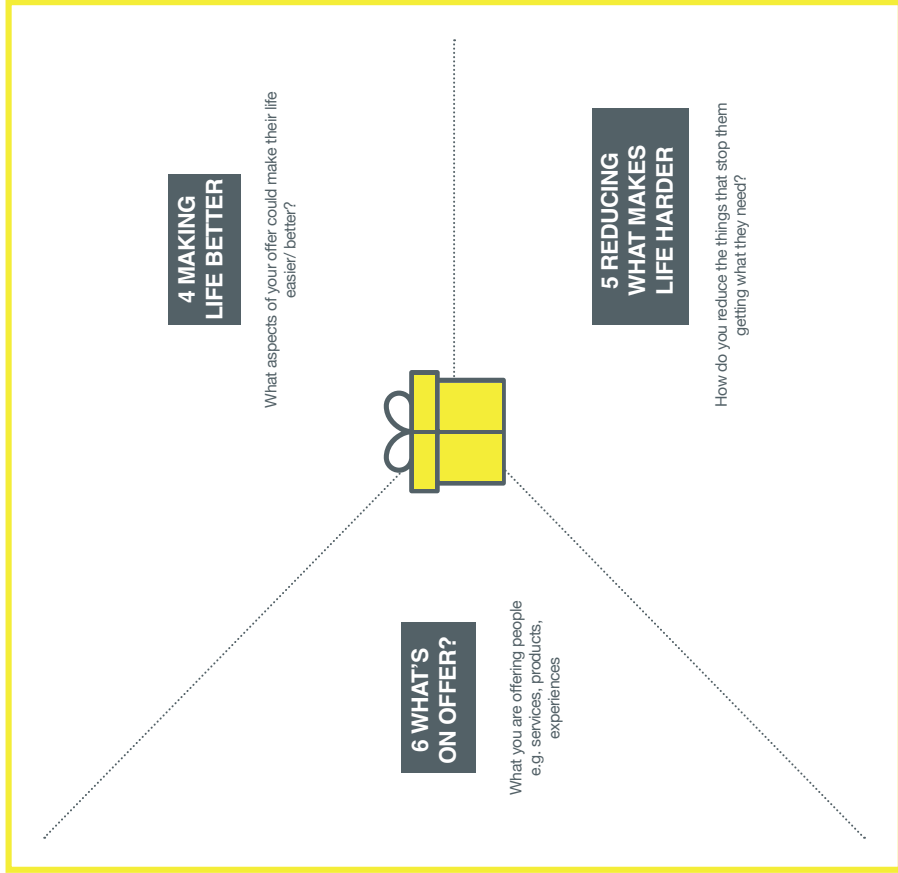 4 MAKING
LIFE BETTER
What aspects of your offer could make their life
easier/ better?
5 REDUCING
WHAT MAKES
LIFE HARDER
How do you reduce the things that stop them
getting what they need?
6 WHAT'S
ON OFFER?
What you are offering people
e.g. services, products,
experiences